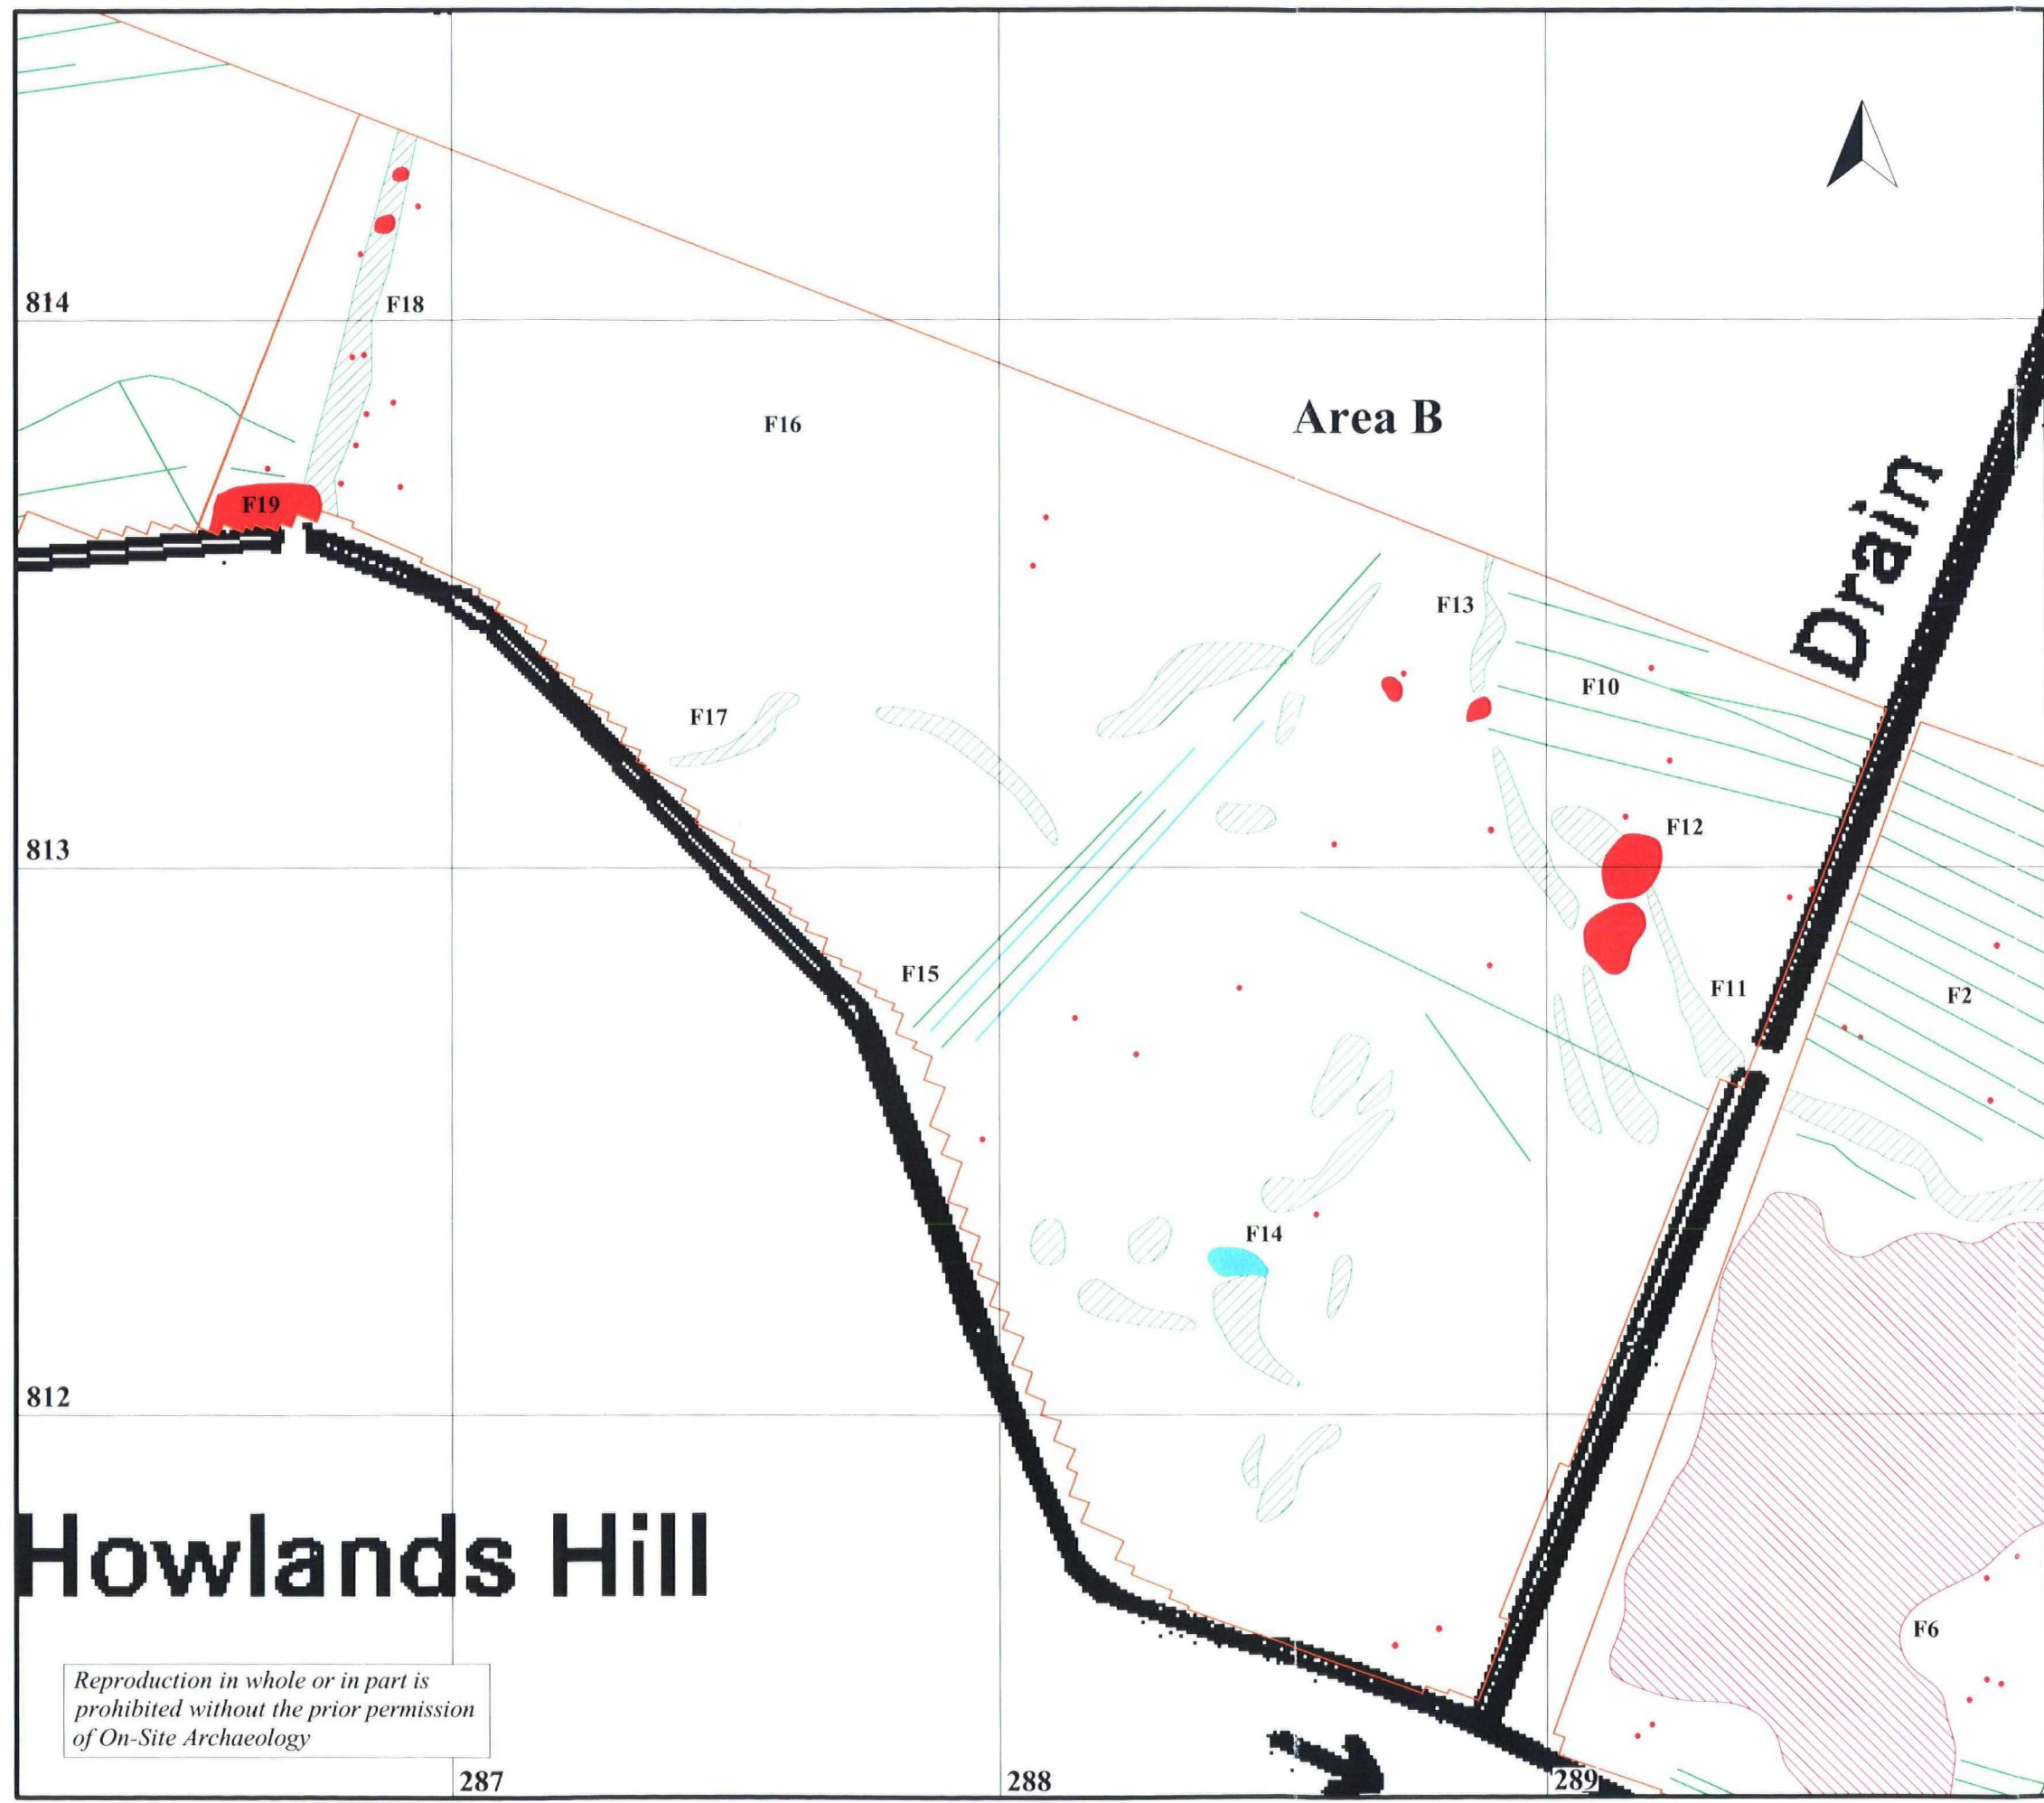 814
F18
F16
Area B
F19
Drain
F13
F10
F17
F12
813
F15
F11
F2
F14
812
Howlands Hill
F6
Reproduction in whole or in part is
prohibited without the prior permission
of On-Site Archaeology
287
288
289